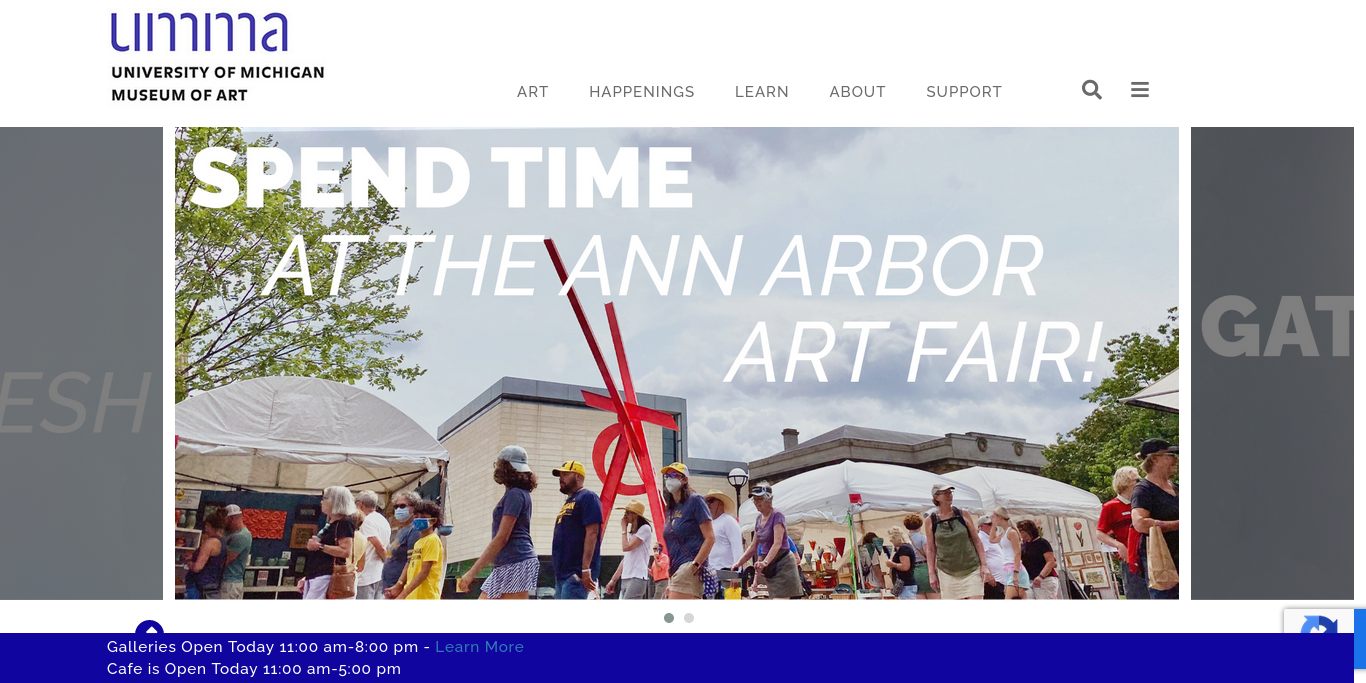 umma
UNIVERSITY OF MICHIGAN
MUSEUM OF ART
ART HAPPENINGS LEARN ABOUT SUPPORT
SPEND TIME
AT THE ANN ARBOR
ART FAIR!
ESH
GAT
Galleries Open Today 11:00 am-8:00 pm - Learn More
Cafe is Open Today 11:00 am-5:00 pm